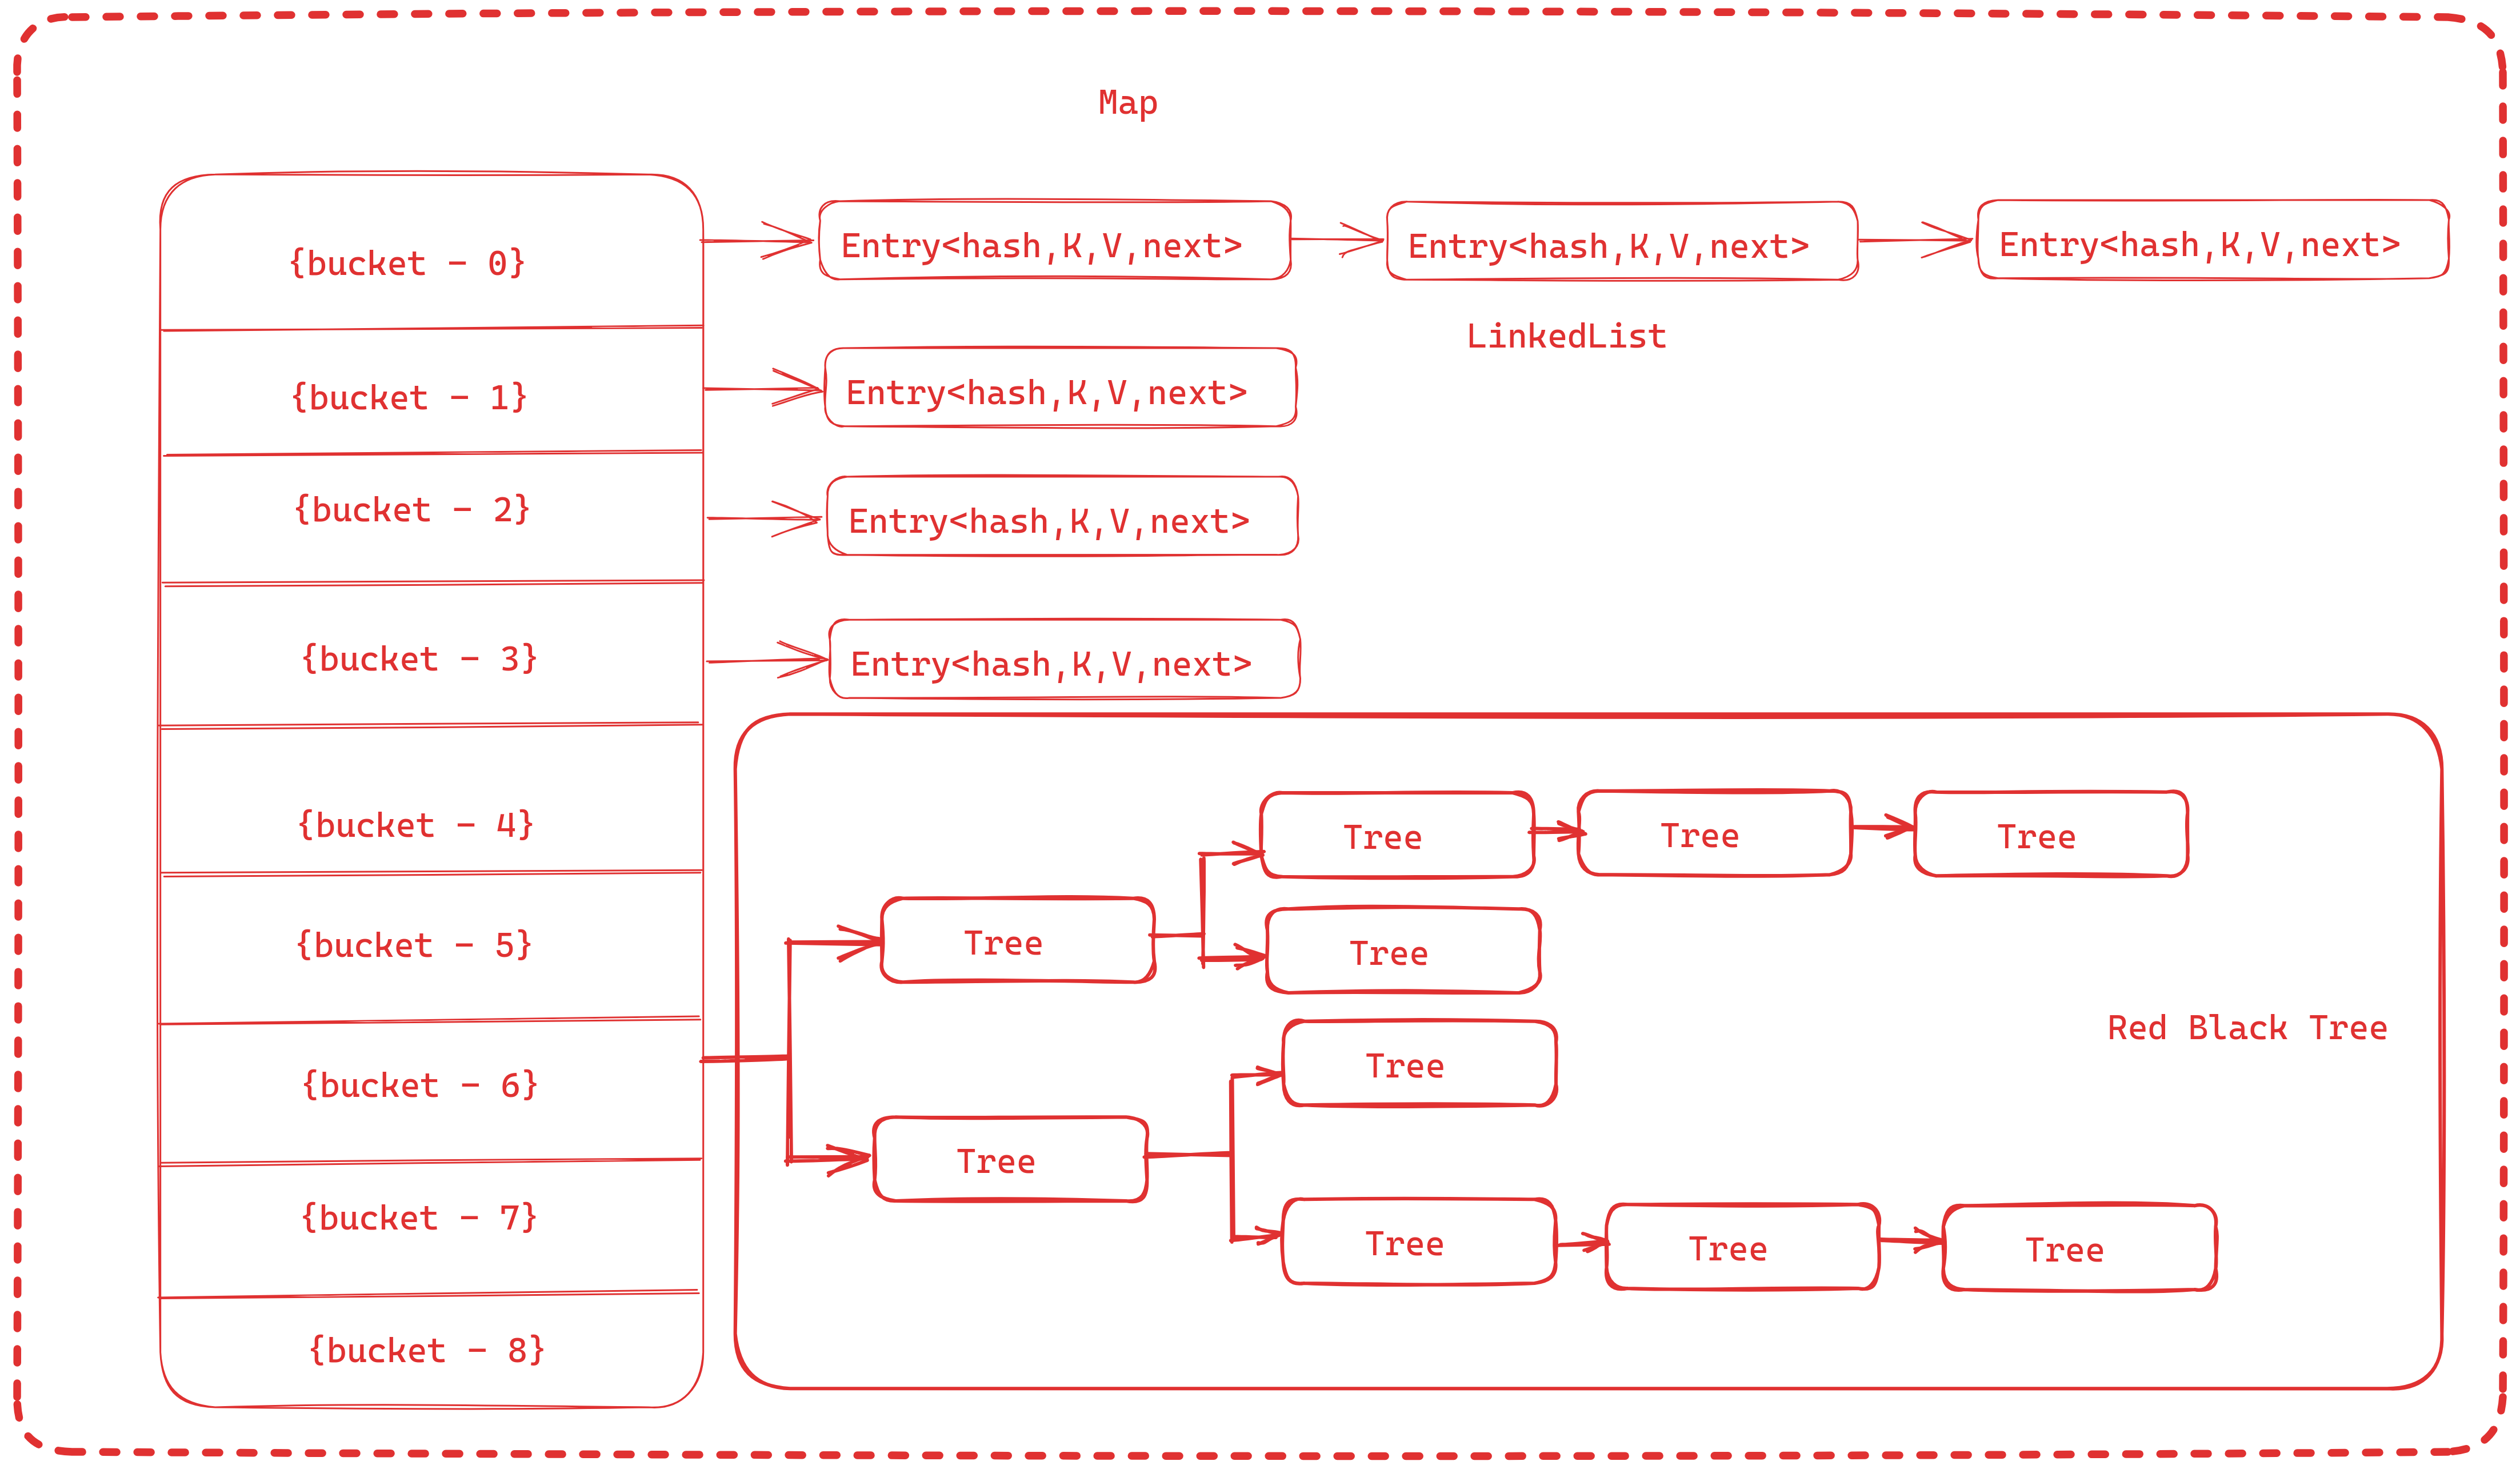 Map
{bucket - 0}
Entry<hash,K,V,next>
Entry<hash,K,V,next>
Entry<hash,K,V,next>
LinkedList
{bucket - 1}
Entry<hash,K,V,next>
{bucket - 2}
Entry<hash,K,V,next>
{bucket - 3}
Entry<hash,K,V,next>
{bucket - 4}
{bucket - 5}
{bucket - 6}
{bucket - 7}
{bucket - 8}
Tree
Tree
Tree
Tree
Tree
Red Black Tree
Tree
Tree
Tree
Tree
Tree